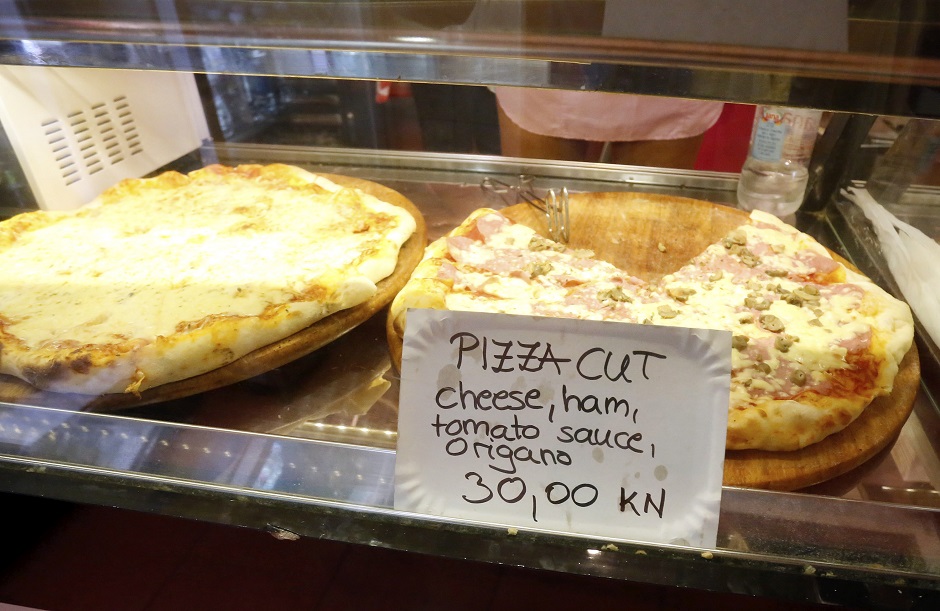 PIZZA CUT
cheese, ham,
tomato sauce,
origano
30,00 KN